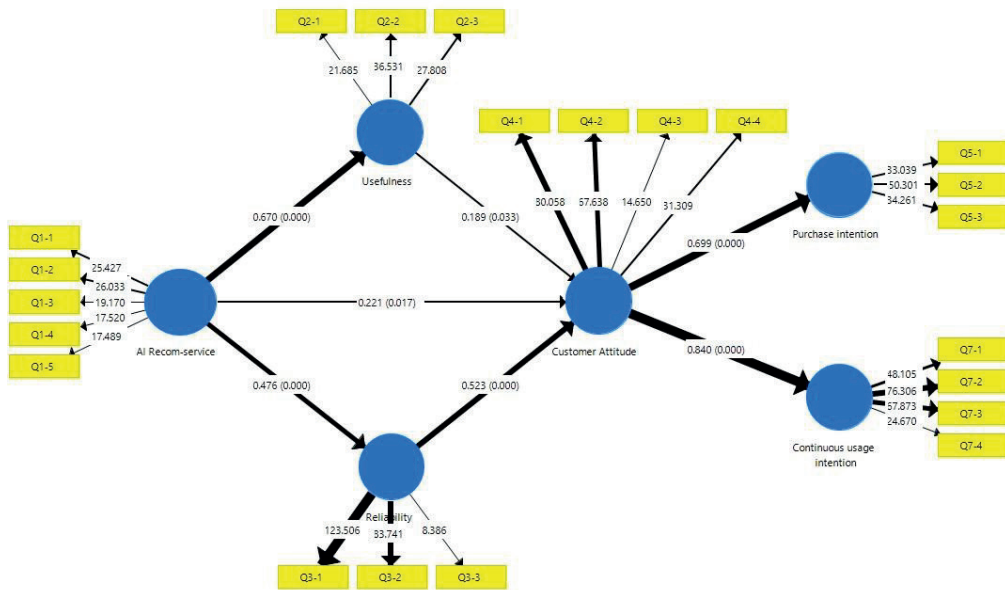 Q2-1
Q2-2
Q2-3
21.685
36.531
27.808
Usefulness
Q4-1
Q4-2
Q4-3
Q4-4
57.638
14.650
31.309
Q5-1
Q5-2
Q5-3
33.039
50.301
34.261
Purchase intention
0.670 (0.000)
0.189 (0.033)
0.699 (0.000)
Q1-1
Q1-2
Q1-3
Q1-4
Q1-5
25.427
26.033
19.170
17.520
17.489
AI Recom-service
0.221 (0.017)
Customer Attitude
0.840 (0.000)
0.476 (0.000)
0.523 (0.000)
Q7-1
Q7-2
Q7-3
Q7-4
48.105
76.306
57.873
24.670
Continuous usage
intention
Reliability
123.506
8.386
Q3-1
Q3-2
Q3-3